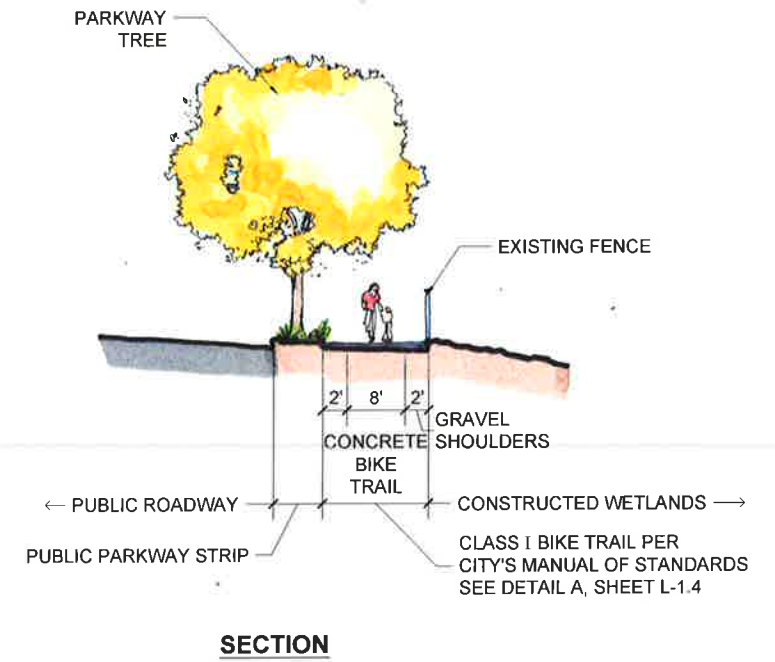 PARKWAY
TREE
EXISTING FENCE
2' 8' 2'
GRAVEL
SHOULDERS
CONCRETE
BIKE
TRAIL
← PUBLIC ROADWAY
CONSTRUCTED WETLANDS →
PUBLIC PARKWAY STRIP
CLASS I BIKE TRAIL PER
CITY'S MANUAL OF STANDARDS
SEE DETAIL A, SHEET L-1.4
SECTION